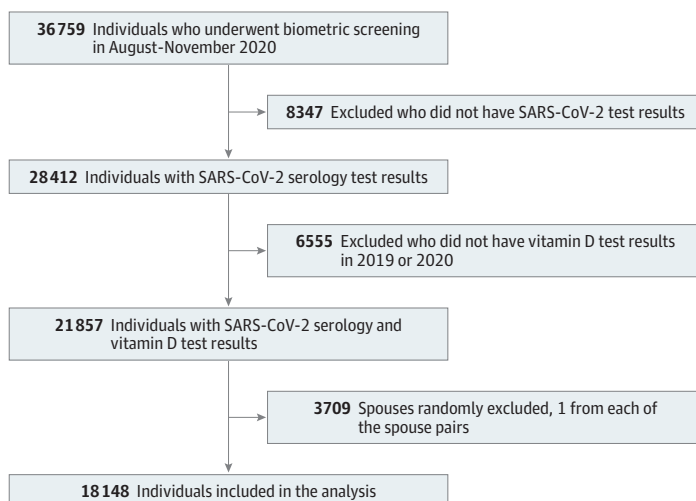 36759 Individuals who underwent biometric screening
in August-November 2020
8347 Excluded who did not have SARS-CoV-2 test results
28412 Individuals with SARS-CoV-2 serology test results
6555 Excluded who did not have vitamin D test results
in 2019 or 2020
21857 Individuals with SARS-CoV-2 serology and
vitamin D test results
3709 Spouses randomly excluded, 1 from each of
the spouse pairs
18148 Individuals included in the analysis